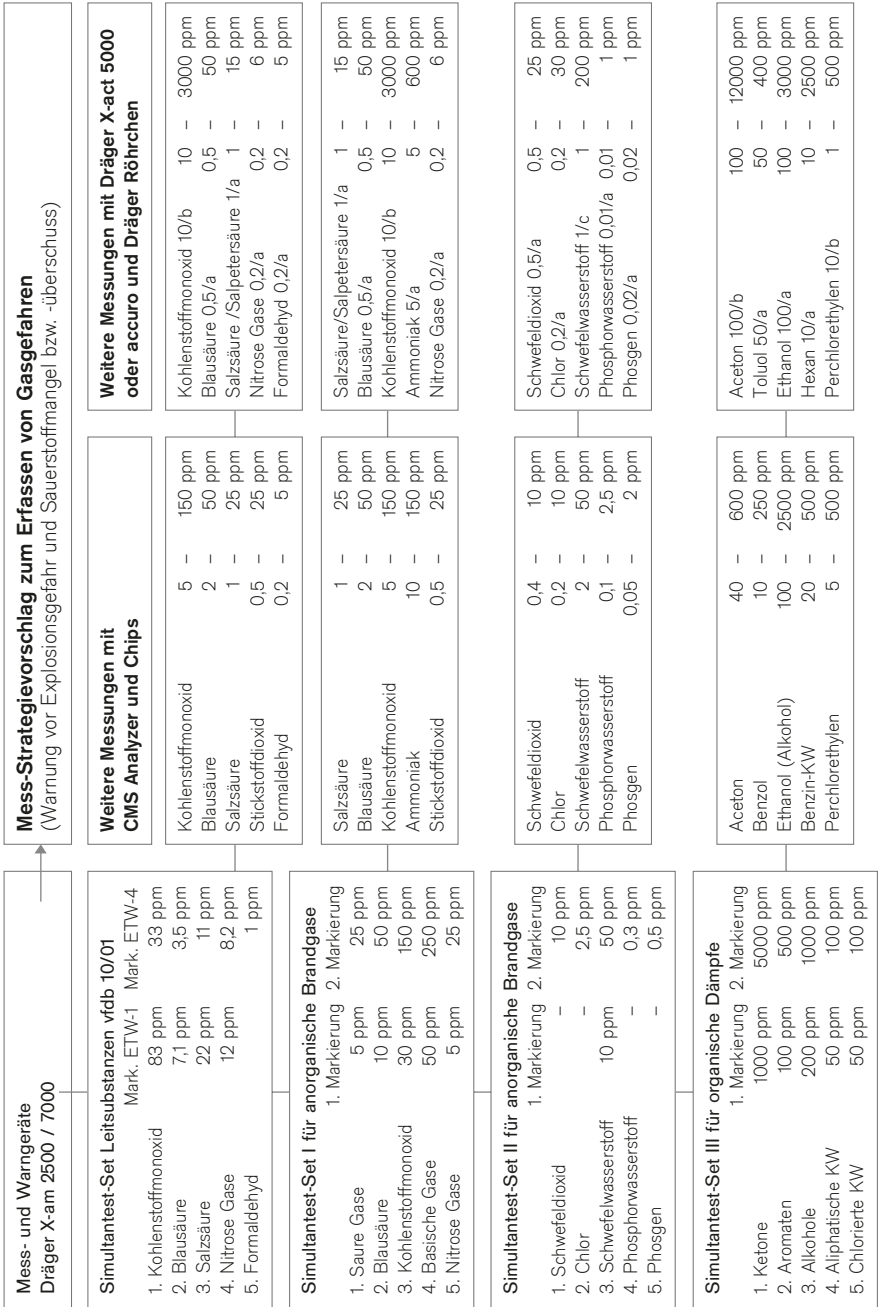 Mess- und Warngeräte
Dräger X-am 2500 / 7000
Mess-Strategievorschlag zum Erfassen von Gasgefahren
(Warnung vor Explosionsgefahr und Sauerstoffmangel bzw. -überschuss)
Weitere Messungen mit
CMS Analyzer und Chips
Weitere Messungen mit Dräger X-act 5000
oder accuro und Dräger Röhrchen
Simultantest-Set Leitsubstanzen vfdb 10/01
Mark. ETW-1 Mark. ETW-4
1. Kohlenstoffmonoxid 83 ppm 33 ppm
2. Blausäure 7,1 ppm 3,5 ppm
3. Salzsäure 22 ppm 11 ppm
4. Nitrose Gase 12 ppm 8,2 ppm
5. Formaldehyd 1 ppm
Kohlenstoffmonoxid 5 – 150 ppm
Blausäure 2 – 50 ppm
Salzsäure 1 – 25 ppm
Stickstoffdioxid 0,5 – 25 ppm
Formaldehyd 0,2 – 5 ppm
Kohlenstoffmonoxid 10/b 10 – 3000 ppm
Blausäure 0,5/a 0,5 – 50 ppm
Salzsäure /Salpetersäure 1/a 1 – 15 ppm
Nitrose Gase 0,2/a 0,2 – 6 ppm
Formaldehyd 0,2/a 0,2 – 5 ppm
Simultantest-Set I für anorganische Brandgase
1. Markierung 2. Markierung
1. Saure Gase 5 ppm 25 ppm
2. Blausäure 10 ppm 50 ppm
3. Kohlenstoffmonoxid 30 ppm 150 ppm
4. Basische Gase 50 ppm 250 ppm
5. Nitrose Gase 5 ppm 25 ppm
Salzsäure 1 – 25 ppm
Blausäure 2 – 50 ppm
Kohlenstoffmonoxid 5 – 150 ppm
Ammoniak 10 – 150 ppm
Stickstoffdioxid 0,5 – 25 ppm
Salzsäure/Salpetersäure 1/a 1 – 15 ppm
Blausäure 0,5/a 0,5 – 50 ppm
Kohlenstoffmonoxid 10/b 10 – 3000 ppm
Ammoniak 5/a 5 – 600 ppm
Nitrose Gase 0,2/a 0,2 – 6 ppm
Simultantest-Set II für anorganische Brandgase
1. Markierung 2. Markierung
1. Schwefeldioxid – 10 ppm
2. Chlor – 2,5 ppm
3. Schwefelwasserstoff 10 ppm 50 ppm
4. Phosphorwasserstoff – 0,3 ppm
5. Phosgen – 0,5 ppm
Schwefeldioxid 0,4 – 10 ppm
Chlor 0,2 – 10 ppm
Schwefelwasserstoff 2 – 50 ppm
Phosphorwasserstoff 0,1 – 2,5 ppm
Phosgen 0,05 – 2 ppm
Schwefeldioxid 0,5/a 0,5 – 25 ppm
Chlor 0,2/a 0,2 – 30 ppm
Schwefelwasserstoff 1/c 1 – 200 ppm
Phosphorwasserstoff 0,01/a 0,01 – 1 ppm
Phosgen 0,02/a 0,02 – 1 ppm
Simultantest-Set III für organische Dämpfe
1. Markierung 2. Markierung
1. Ketone 1000 ppm 5000 ppm
2. Aromaten 100 ppm 500 ppm
3. Alkohole 200 ppm 1000 ppm
4. Aliphatische KW 50 ppm 100 ppm
5. Chlorierte KW 50 ppm 100 ppm
Aceton 40 – 600 ppm
Benzol 10 – 250 ppm
Ethanol (Alkohol) 100 – 2500 ppm
Benzin-KW 20 – 500 ppm
Perchlorethylen 5 – 500 ppm
Aceton 100/b 100 – 12000 ppm
Toluol 50/a 50 – 400 ppm
Ethanol 100/a 100 – 3000 ppm
Hexan 10/a 10 – 2500 ppm
Perchlorethylen 10/b 1 – 500 ppm